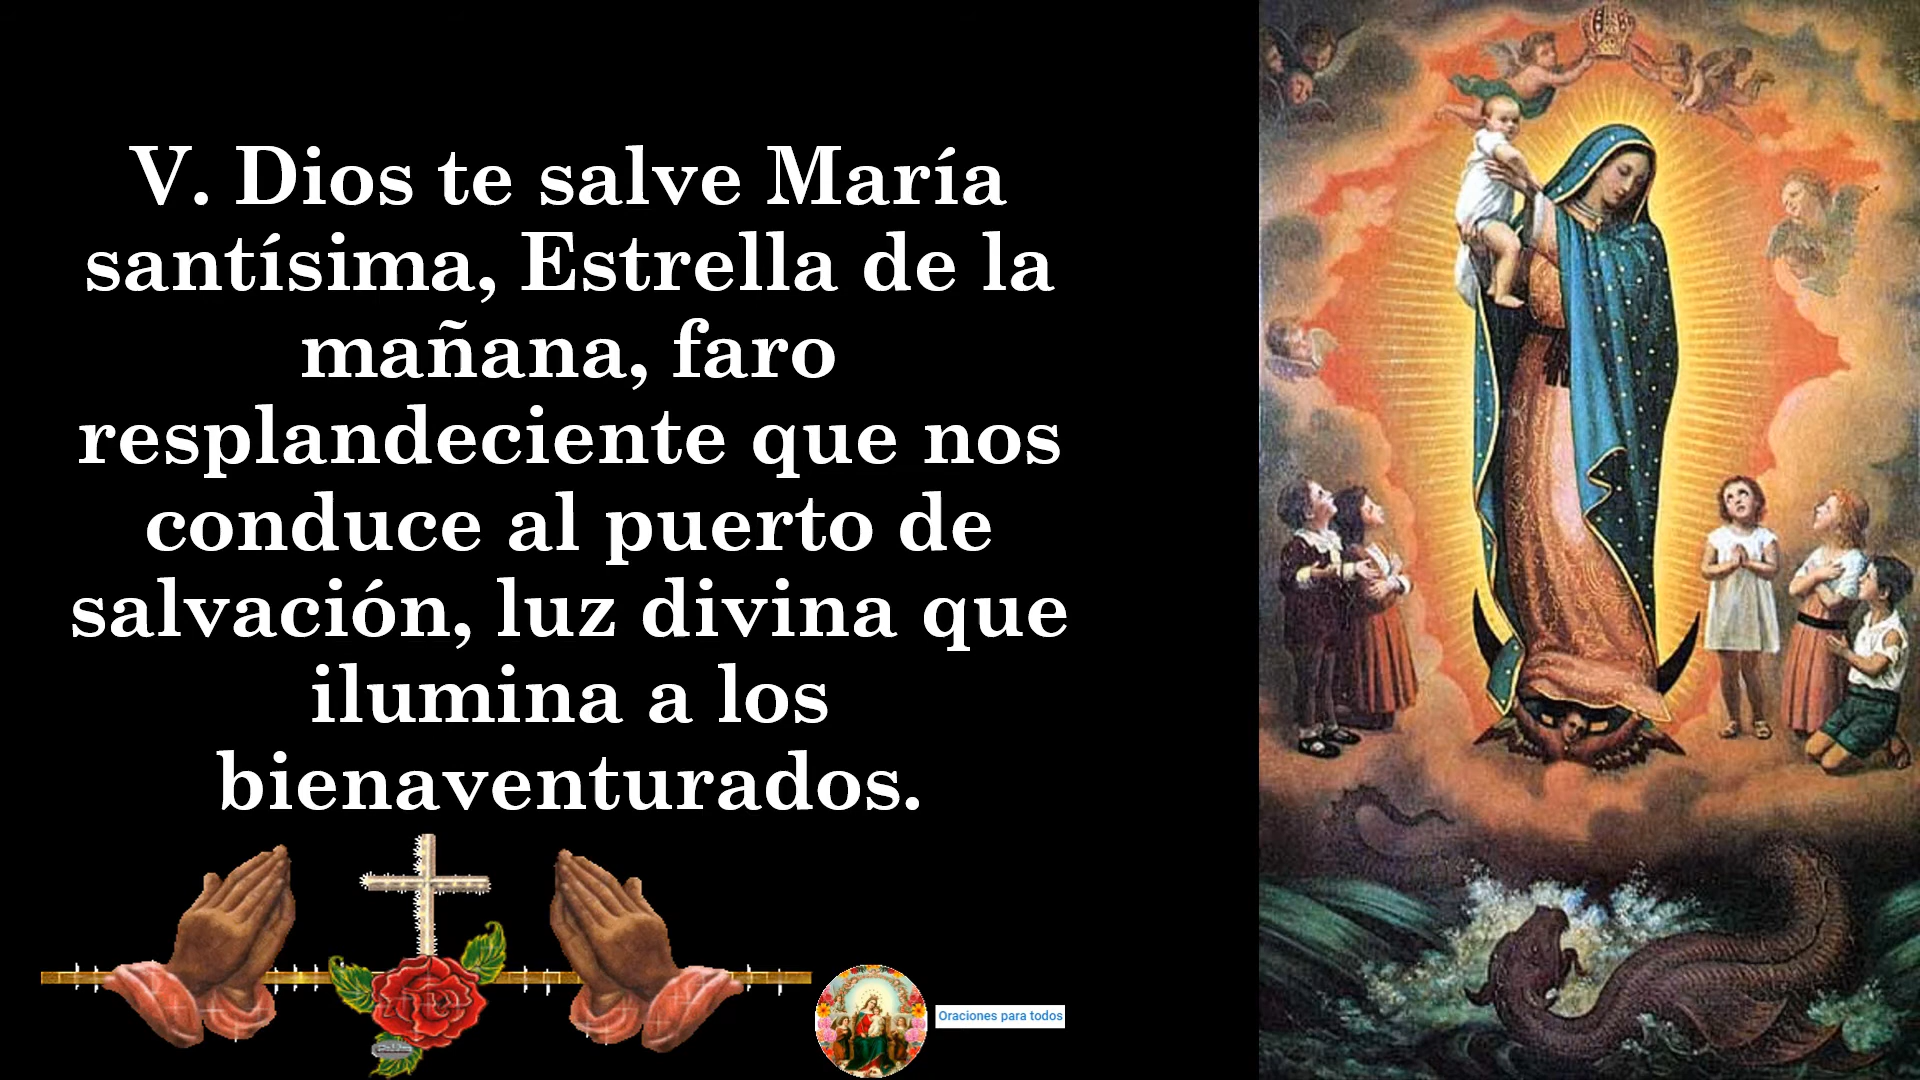 V. Dios te salve María
santísima, Estrella de la
mañana, faro
resplandeciente que nos
conduce al puerto de
salvación, luz divina que
ilumina a los
bienaventurados.
Oraciones para todos